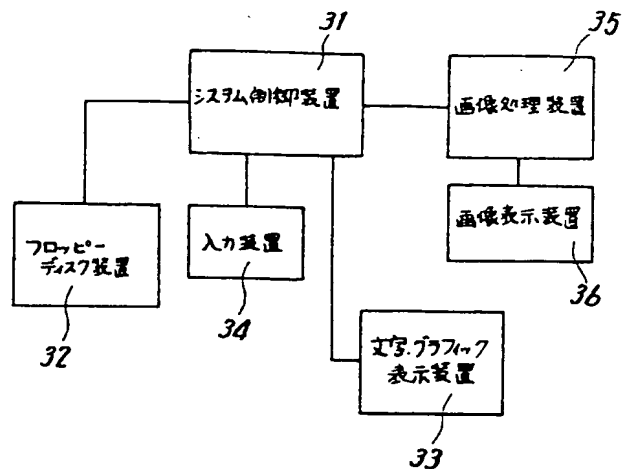 31
システム制御装置
35
画像処理装置
画像表示装置
36
フロッピー
ディスク装置
32
入力装置
34
文字・グラフィック
表示装置
33